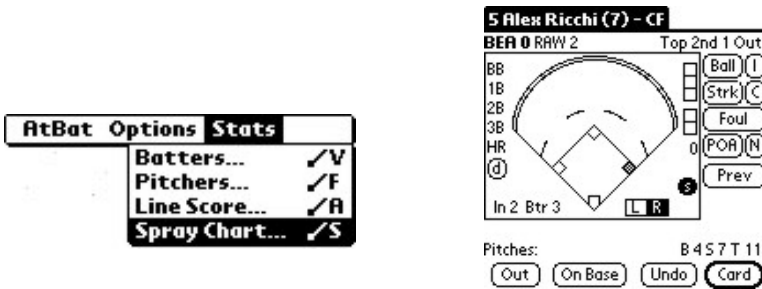 AtBat Options Stats
Batters... ✓V
Pitchers... ✓F
Line Score... ✓A
Spray Chart... ✓S
5 Alex Ricchi (7) - CF
BEA 0 RAW 2 Top 2nd 1 Out
BB
1B
2B
3B
HR 0
d
Ball I
Strk C
Foul
POA N
Prev
S
In 2 Btr 3 L R
Pitches: B 4 S 7 T 11
Out On Base Undo Card